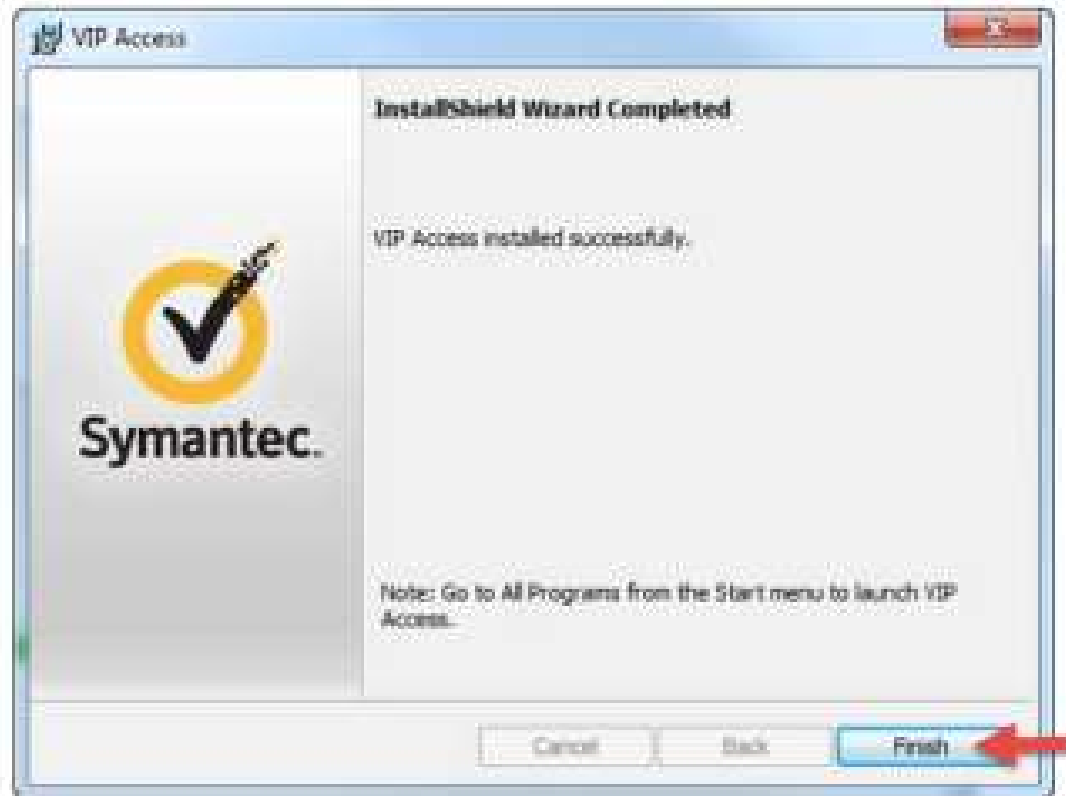 VIP Access
InstallShield Wizard Completed
VIP Access installed successfully.
Symantec.
Note: Go to All Programs from the Start menu to launch VIP
Access.
Cancel
Back
Finish